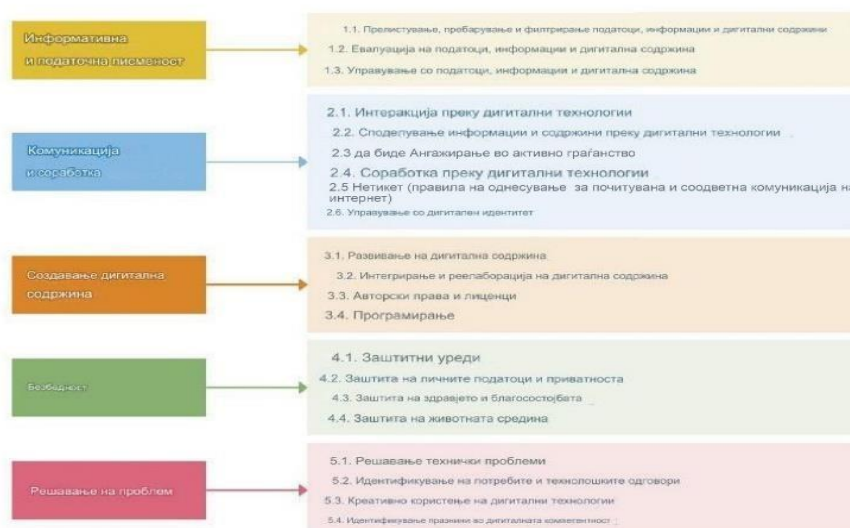 Информативна
и податочна писменост
1.1. Прелистување, пребарување и филтрирање податоци, информации и дигитални содржини
1.2. Евалуација на податоци, информации и дигитална содржина
1.3. Управување со податоци, информации и дигитална содржина
Комуникација
и соработка
2.1. Интеракција преку дигитални технологии
2.2. Споделување информации и содржини преку дигитални технологии
2.3 да биде Ангажирање во активно граѓанство
2.4. Соработка преку дигитални технологии
2.5 Нетикет (правила на однесување за почитувана и соодветна комуникација на
интернет)
2.6. Управување со дигитален идентитет
Создавање дигитална
содржина
3.1. Развивање на дигитална содржина
3.2. Интегрирање и рееелаборација на дигитална содржина
3.3. Авторски права и лиценци
3.4. Програмирање
Безбедност
4.1. Заштитни уреди
4.2. Заштита на личните податоци и приватноста
4.3. Заштита на здравјето и благосостојбата
4.4. Заштита на животната средина
Решавање на проблем
5.1. Решавање технички проблеми
5.2. Идентификување на потребите и технолошките одговори
5.3. Креативно користење на дигитални технологии
5.4. Идентификување празнини во дигиталната компетентност